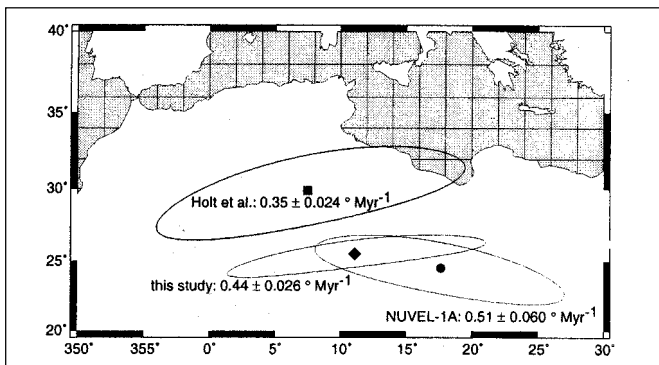 40°
35°
30°
25°
20°
Holt et al.: 0.35 ± 0.024 ° Myr-1
this study: 0.44 ± 0.026 ° Myr-1
NUVEL-1A: 0.51 ± 0.060 ° Myr-1
350° 355° 0° 5° 10° 15° 20° 25° 30°